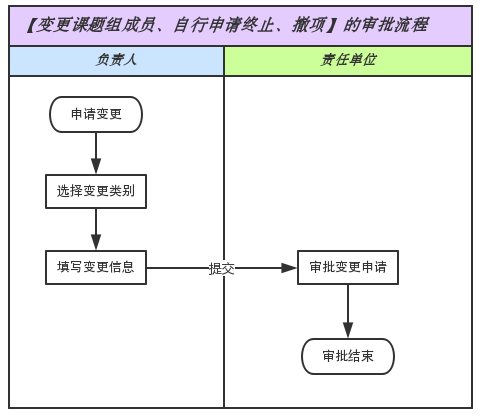 【变更课题组成员、自行申请终止、撤项】的审批流程
负责人
责任单位
申请变更
选择变更类别
填写变更信息
提交
审批变更申请
审批结束